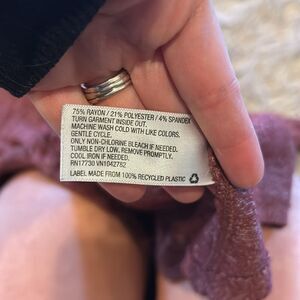 75% RAYON / 21% POLYESTER / 4% SPANDEX
TURN GARMENT INSIDE OUT.
MACHINE WASH COLD WITH LIKE COLORS.
GENTLE CYCLE.
ONLY NON-CHLORINE BLEACH IF NEEDED.
TUMBLE DRY LOW. REMOVE PROMPTLY.
COOL IRON IF NEEDED.
RN17730 VN1042782
LABEL MADE FROM 100% RECYCLED PLASTIC